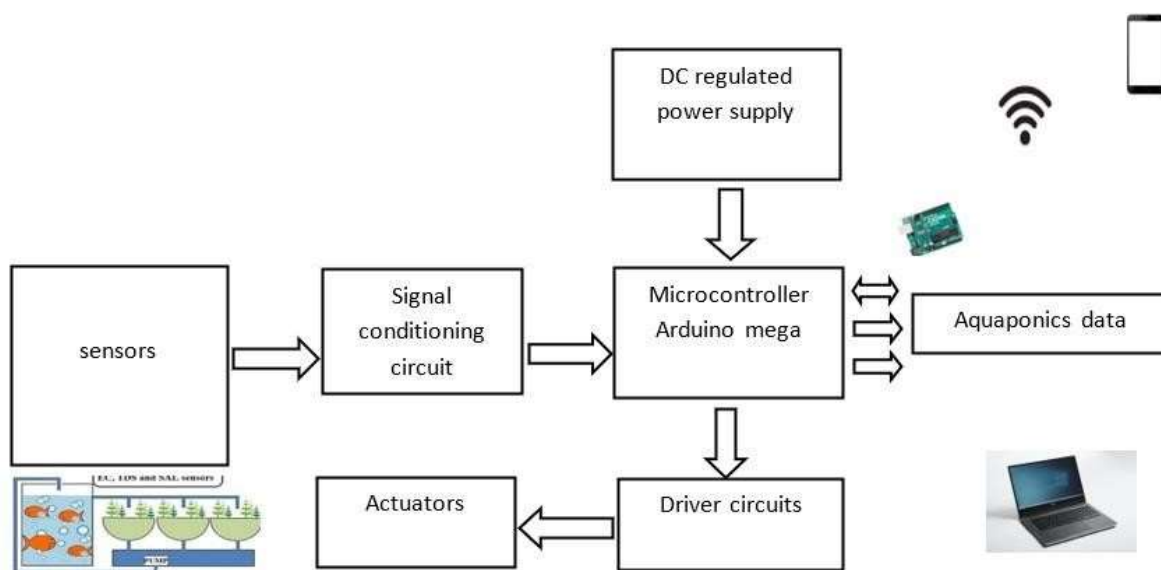 DC regulated
power supply
sensors
Signal
conditioning
circuit
Microcontroller
Arduino mega
Aquaponics data
EC, TDS and SAL sensors
PUMP
Actuators
Driver circuits